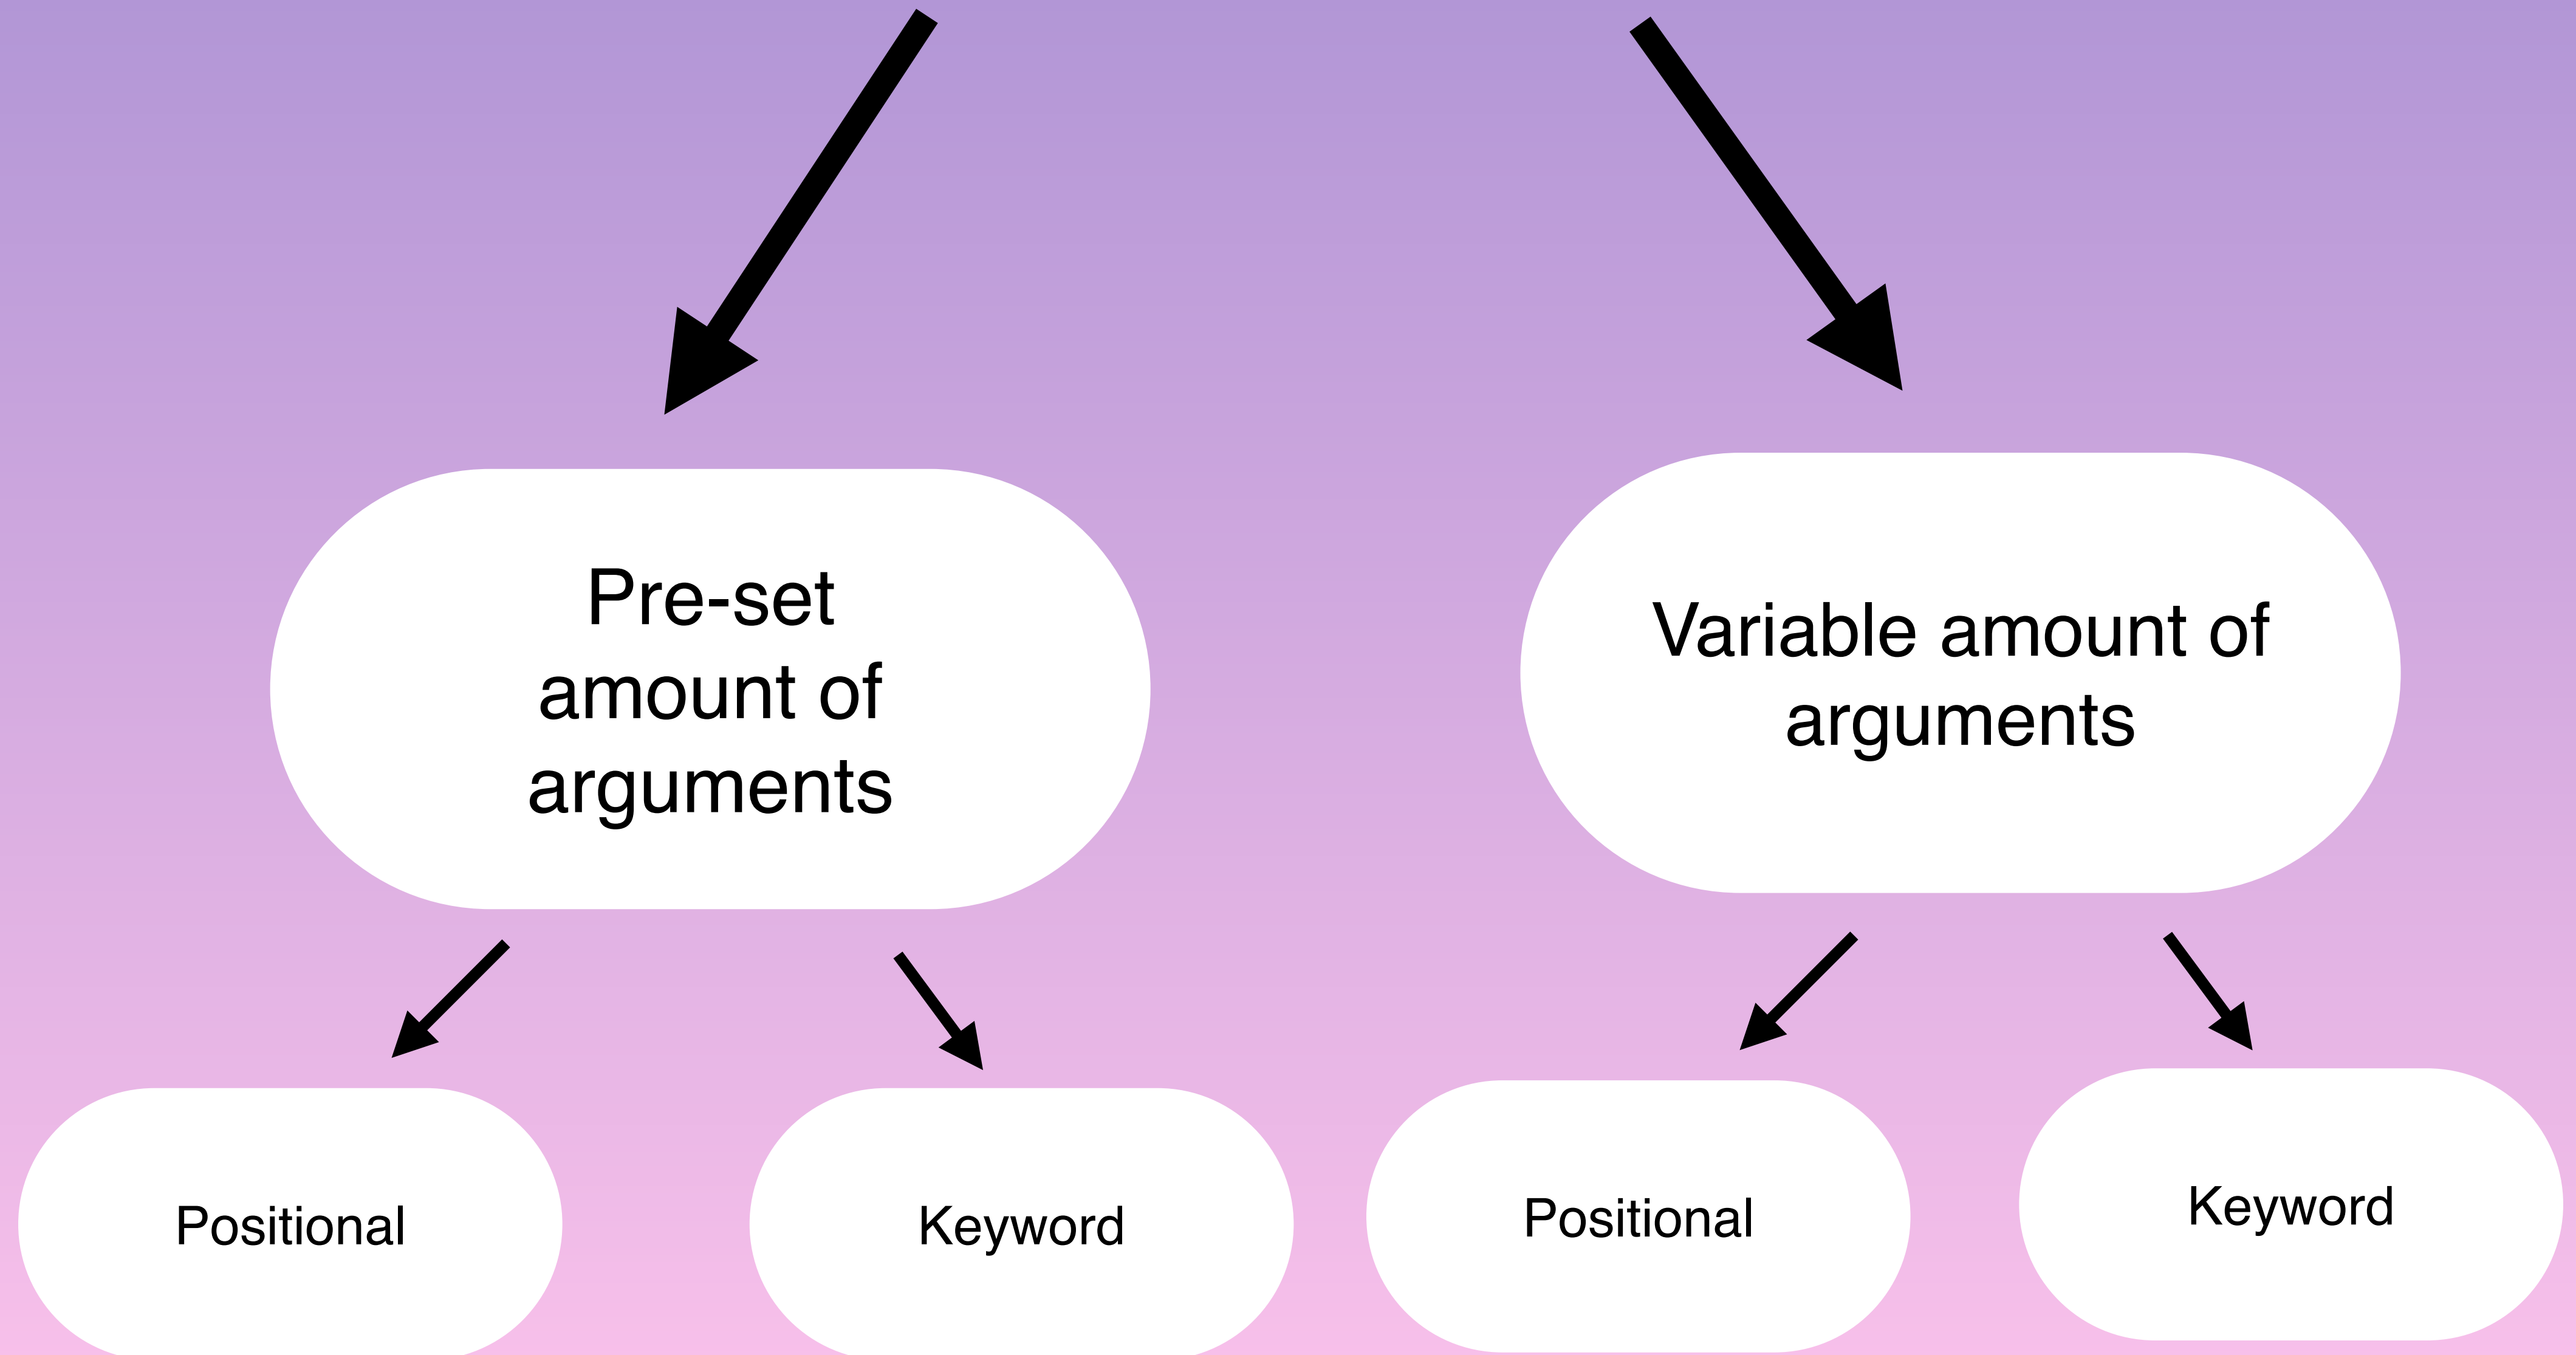 Pre-set
amount of
arguments
Variable amount of
arguments
Positional
Keyword
Positional
Keyword